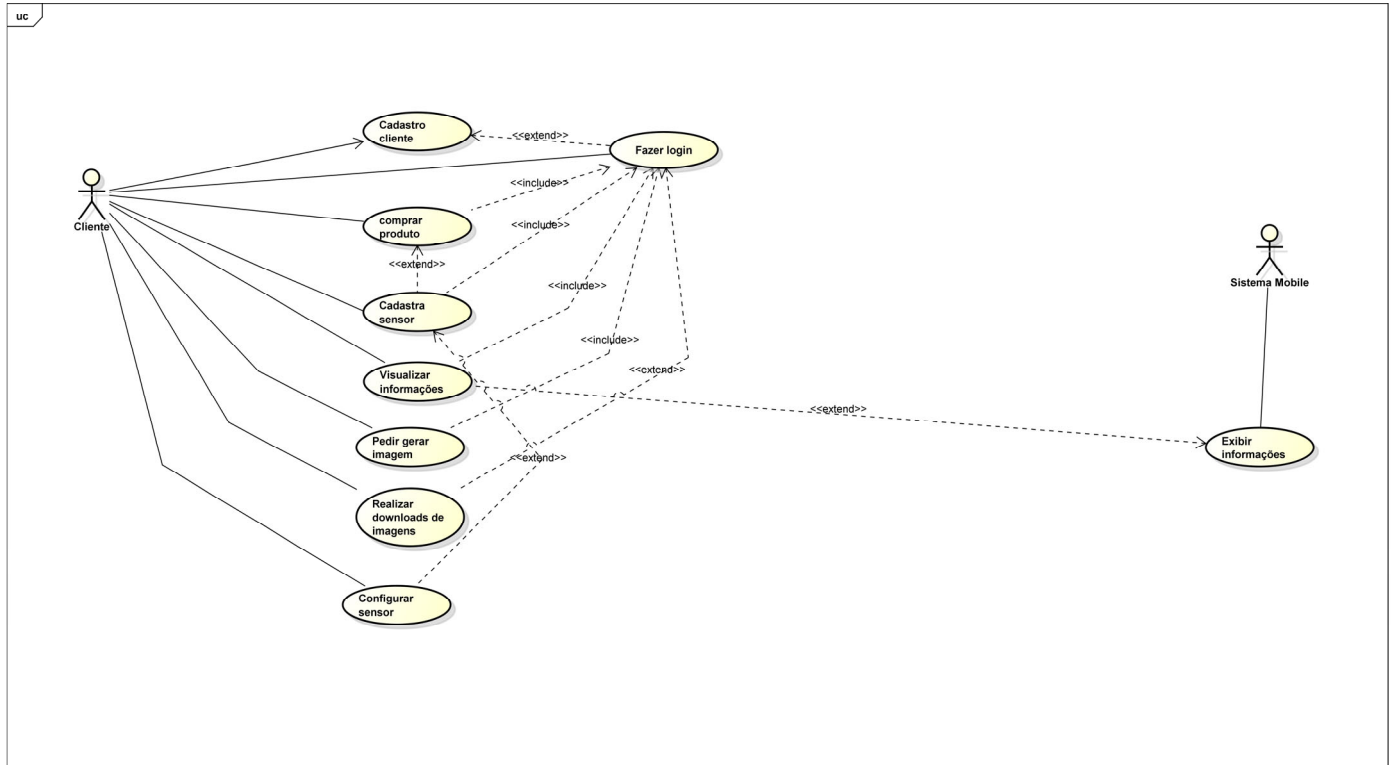 uc
Cadastro
cliente
<<extend>>
Fazer login
<<include>>
Cliente
comprar
produto
<<include>>
<<extend>>
Sistema Mobile
<<include>>
Cadastra
sensor
<<include>>
Visualizar
informações
<<extend>>
<<extend>>
Pedir gerar
imagem
Exibir
informações
<<extend>>
Realizar
downloads de
imagens
Configurar
sensor